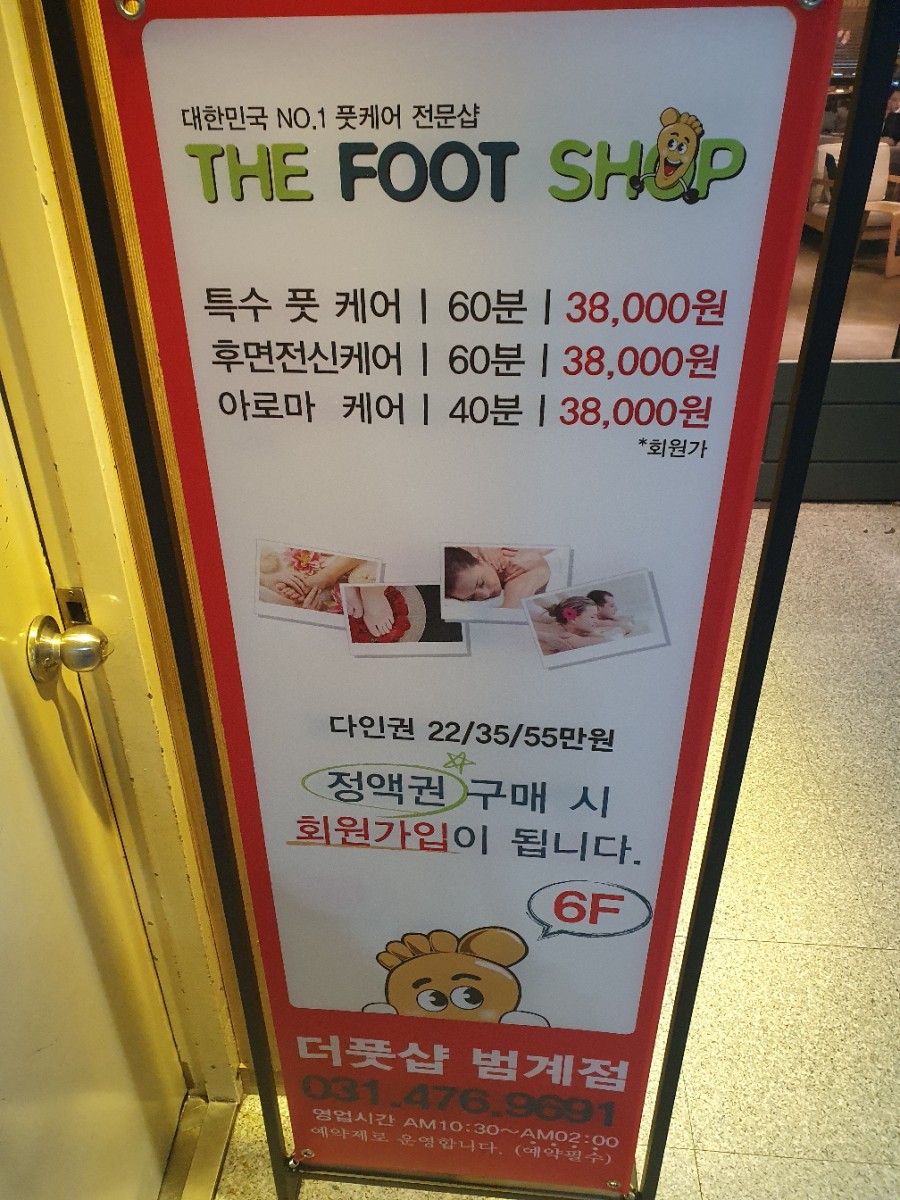 대한민국 NO.1 풋케어 전문샵
THE FOOT SHOP
특수 풋 케어 | 60분 | 38,000원
후면전신케어 | 60분 | 38,000원
아로마 케어 | 40분 | 38,000원
*회원가
다인권 22/35/55만원
정액권 구매 시
회원가입이 됩니다.
6F
더풋샵 범계점
031.476.9691
영업시간 AM10:30~AM02:00
예약제로 운영합니다. (예약필수)